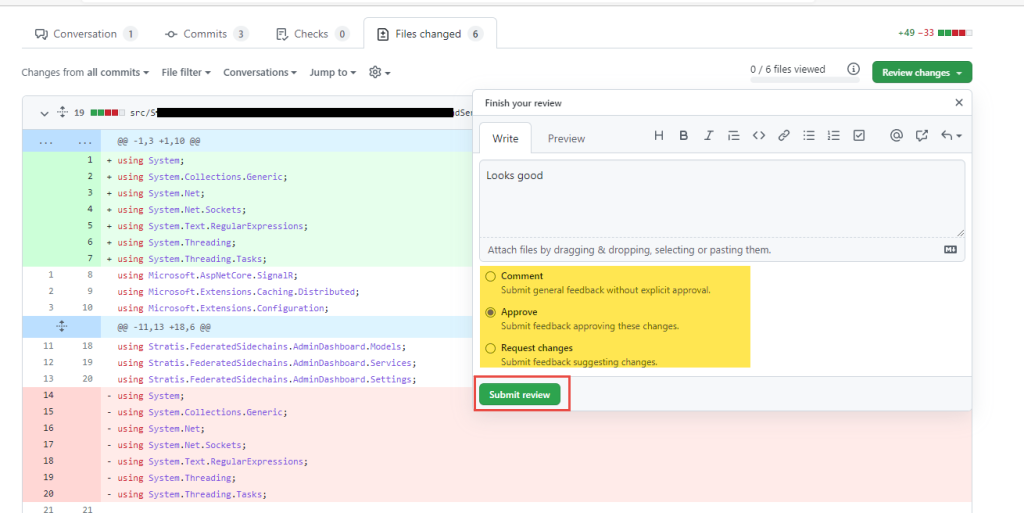 Conversation 1 Commits 3 Checks 0 Files changed 6 +49 −33
Changes from all commits File filter Conversations Jump to 0 / 6 files viewed Review changes
19 src/S
Finish your review
Write Preview
Looks good
Attach files by dragging & dropping, selecting or pasting them.
Comment
Submit general feedback without explicit approval.
Approve
Submit feedback approving these changes.
Request changes
Submit feedback suggesting changes.
Submit review
... ... @@ -1,3 +1,10 @@
1 + using System;
2 + using System.Collections.Generic;
3 + using System.Net;
4 + using System.Net.Sockets;
5 + using System.Text.RegularExpressions;
6 + using System.Threading;
7 + using System.Threading.Tasks;
1 8 using Microsoft.AspNetCore.SignalR;
2 9 using Microsoft.Extensions.Caching.Distributed;
3 10 using Microsoft.Extensions.Configuration;
@@ -11,13 +18,6 @@
11 18 using Stratis.FederatedSidechains.AdminDashboard.Models;
12 19 using Stratis.FederatedSidechains.AdminDashboard.Services;
13 20 using Stratis.FederatedSidechains.AdminDashboard.Settings;
14 - using System;
15 - using System.Collections.Generic;
16 - using System.Net;
17 - using System.Net.Sockets;
18 - using System.Text.RegularExpressions;
19 - using System.Threading;
20 - using System.Threading.Tasks;
21 21